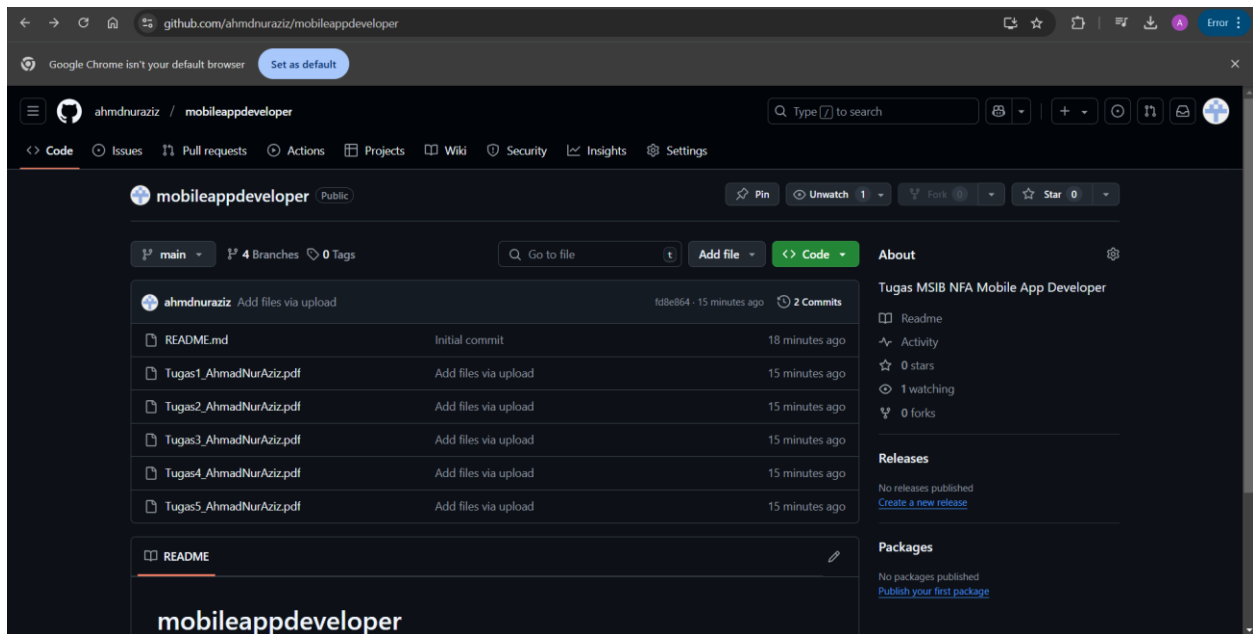 github.com/ahmdnuraziz/mobileappdeveloper
A
Error
Google Chrome isn't your default browser
Set as default
ahmdnuraziz / mobileappdeveloper
Type / to search
Code
Issues
Pull requests
Actions
Projects
Wiki
Security
Insights
Settings
mobileappdeveloper Public
Pin
Unwatch 1
Fork 0
Star 0
main
4 Branches
0 Tags
Go to file
t
Add file
Code
ahmdnuraziz Add files via upload fd8e864 · 15 minutes ago 2 Commits
README.md Initial commit 18 minutes ago
Tugas1_AhmadNurAziz.pdf Add files via upload 15 minutes ago
Tugas2_AhmadNurAziz.pdf Add files via upload 15 minutes ago
Tugas3_AhmadNurAziz.pdf Add files via upload 15 minutes ago
Tugas4_AhmadNurAziz.pdf Add files via upload 15 minutes ago
Tugas5_AhmadNurAziz.pdf Add files via upload 15 minutes ago
README
mobileappdeveloper
About
Tugas MSIB NFA Mobile App Developer
Readme
Activity
0 stars
1 watching
0 forks
Releases
No releases published
Create a new release
Packages
No packages published
Publish your first package